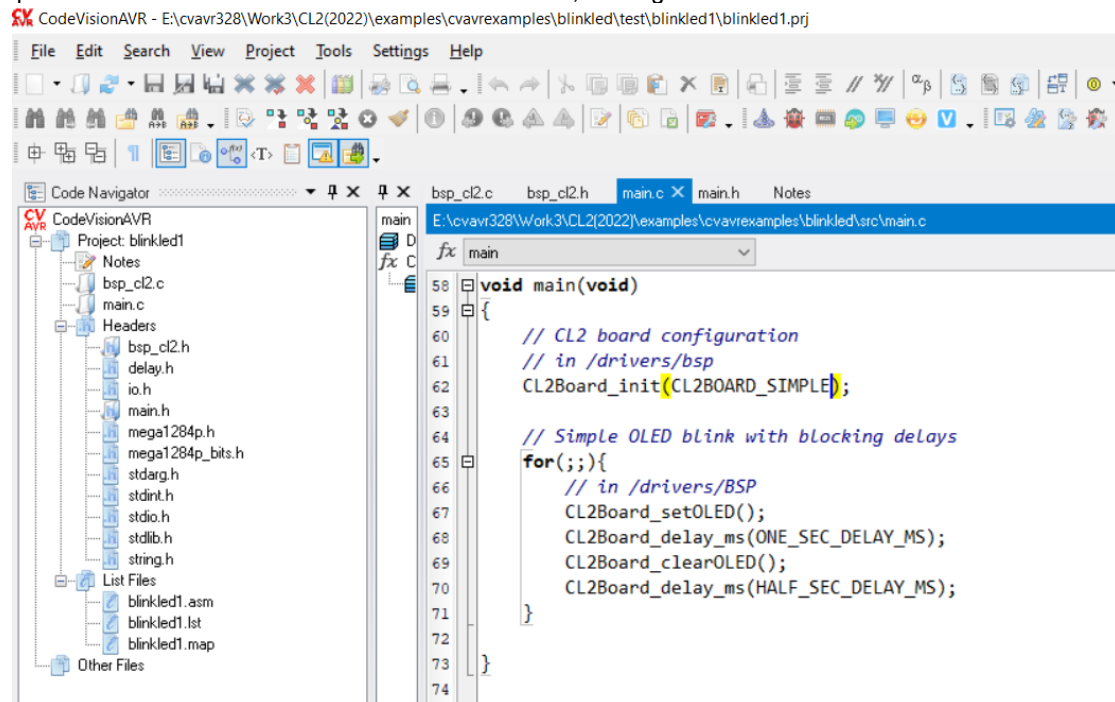 CodeVisionAVR - E:\cvavr328\Work3\CL2(2022)\examples\cvavrexamples\blinkled\test\blinkled1\blinkled1.prj
File Edit Search View Project Tools Settings Help
Code Navigator
CodeVisionAVR
Project: blinkled1
Notes
bsp_cl2.c
main.c
Headers
bsp_cl2.h
delay.h
io.h
main.h
mega1284p.h
mega1284p_bits.h
stdarg.h
stdint.h
stdio.h
stdlib.h
string.h
List Files
blinkled1.asm
blinkled1.lst
blinkled1.map
Other Files
main
D
fx C
bsp_cl2.c bsp_cl2.h main.c main.h Notes
E:\cvavr328\Work3\CL2(2022)\examples\cvavrexamples\blinkled\src\main.c
fx main
58 void main(void)
59 {
60 // CL2 board configuration
61 // in /drivers/bsp
62 CL2Board_init(CL2BOARD_SIMPLE);
63
64 // Simple OLED blink with blocking delays
65 for(;;){
66 // in /drivers/BSP
67 CL2Board_setOLED();
68 CL2Board_delay_ms(ONE_SEC_DELAY_MS);
69 CL2Board_clearOLED();
70 CL2Board_delay_ms(HALF_SEC_DELAY_MS);
71 }
72
73 }
74